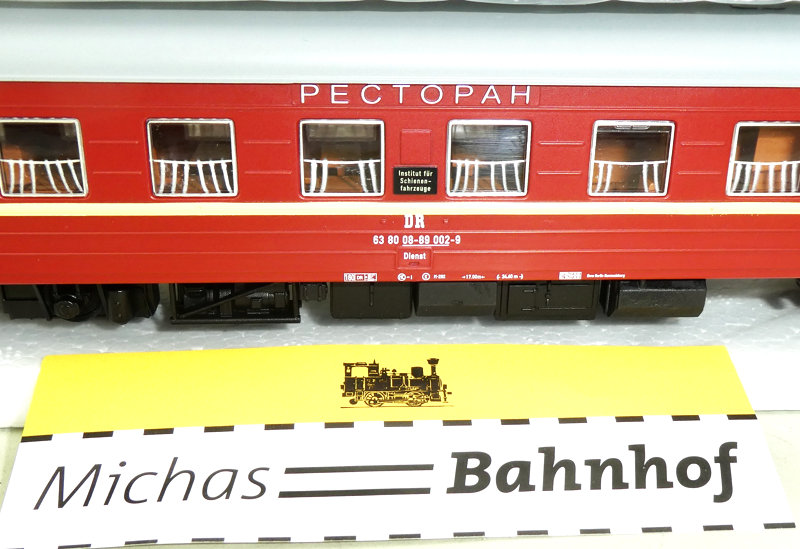 РЕСТОРАН
Institut für
Schienen-
fahrzeuge
DR
63 80 08-89 002-9
Dienst
Michas Bahnhof